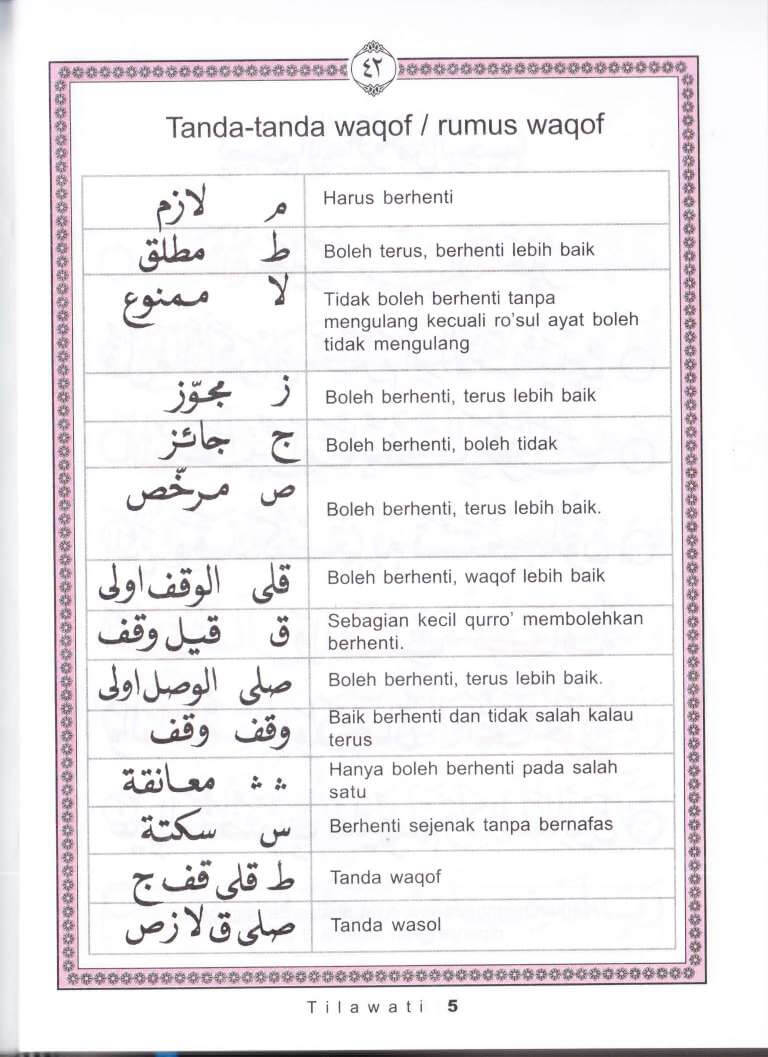 ٤٢
Tanda-tanda waqof / rumus waqof
م لازم
Harus berhenti
ط مطلق
Boleh terus, berhenti lebih baik
لا ممنوع
Tidak boleh berhenti tanpa
mengulang kecuali ro'sul ayat boleh
tidak mengulang
ز مجوّز
Boleh berhenti, terus lebih baik
ج جائز
Boleh berhenti, boleh tidak
ص مرخّص
Boleh berhenti, terus lebih baik.
قلى الوقف اولى
Boleh berhenti, waqof lebih baik
ق قيل وقف
Sebagian kecil qurro' membolehkan
berhenti.
صلى الوصل اولى
Boleh berhenti, terus lebih baik.
وقف وقف
Baik berhenti dan tidak salah kalau
terus
ۛ ۛ معانقة
Hanya boleh berhenti pada salah
satu
س سكتة
Berhenti sejenak tanpa bernafas
ط قلى قف ج
Tanda waqof
صلى ق لا ز ص
Tanda wasol
Tilawati 5